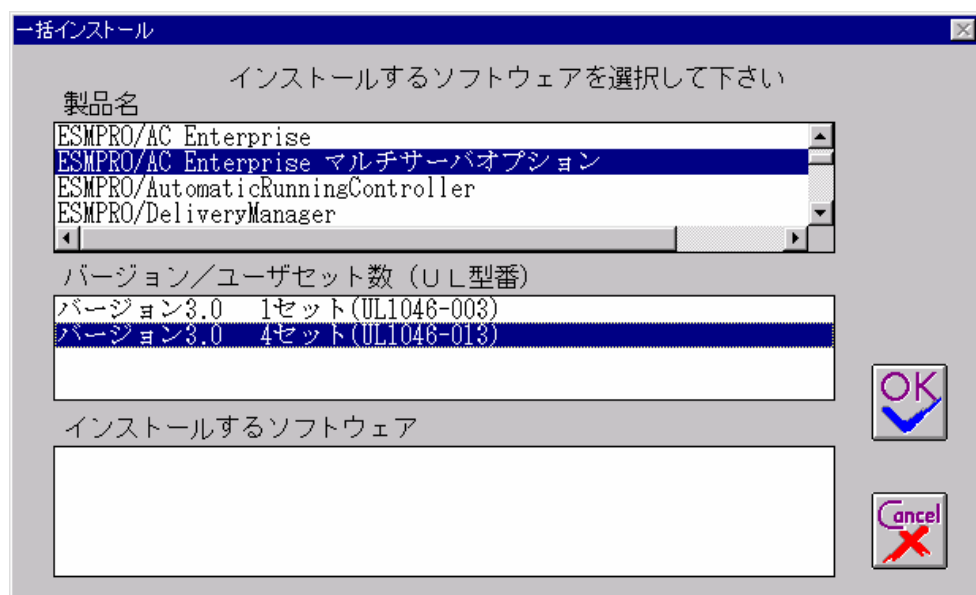 一括インストール
インストールするソフトウェアを選択して下さい
製品名
ESMPRO/AC Enterprise
ESMPRO/AC Enterprise マルチサーバオプション
ESMPRO/AutomaticRunningController
ESMPRO/DeliveryManager
バージョン／ユーザセット数（ＵＬ型番）
バージョン3.0 1セット(UL1046-003)
バージョン3.0 4セット(UL1046-013)
OK
インストールするソフトウェア
Cancel